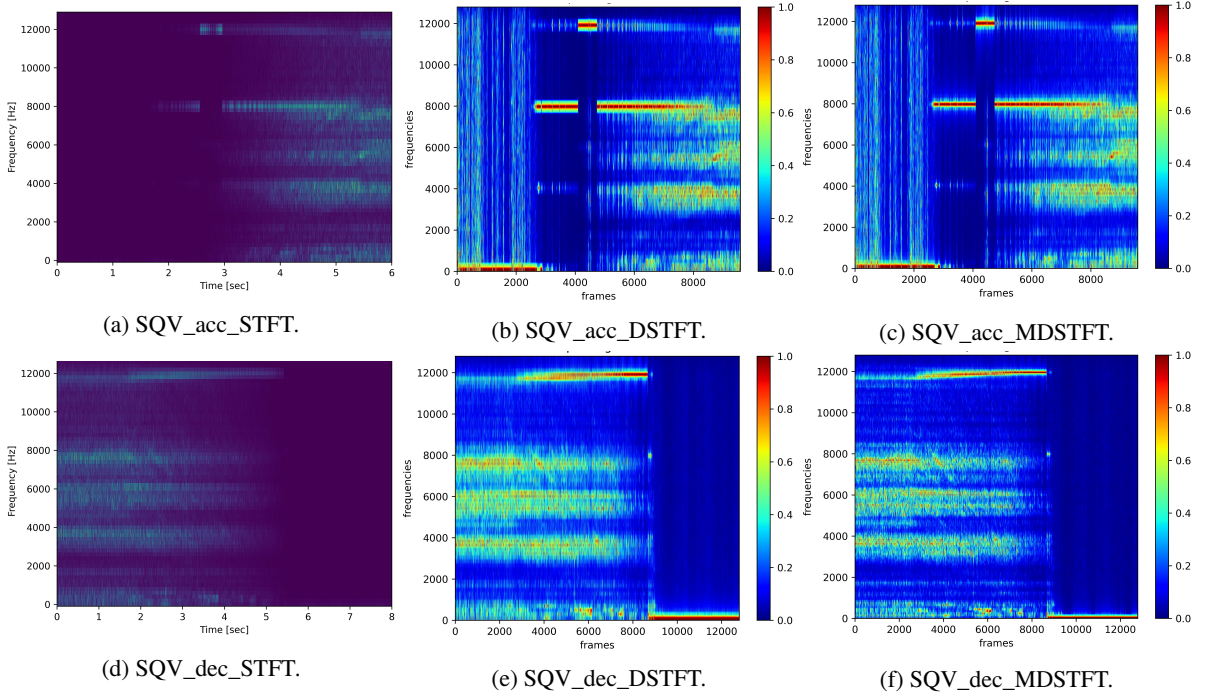 12000
10000
8000
6000
4000
2000
0
Frequency [Hz]
0 1 2 3 4 5 6
Time [sec]
(a) SQV_acc_STFT.
12000
10000
8000
6000
4000
2000
0
frequencies
0 2000 4000 6000 8000
frames
1.0
0.8
0.6
0.4
0.2
0.0
(b) SQV_acc_DSTFT.
12000
10000
8000
6000
4000
2000
0
frequencies
0 2000 4000 6000 8000
frames
1.0
0.8
0.6
0.4
0.2
0.0
(c) SQV_acc_MDSTFT.
12000
10000
8000
6000
4000
2000
0
Frequency [Hz]
0 1 2 3 4 5 6 7 8
Time [sec]
(d) SQV_dec_STFT.
12000
10000
8000
6000
4000
2000
0
frequencies
0 2000 4000 6000 8000 10000 12000
frames
1.0
0.8
0.6
0.4
0.2
0.0
(e) SQV_dec_DSTFT.
12000
10000
8000
6000
4000
2000
0
frequencies
0 2000 4000 6000 8000 10000 12000
frames
1.0
0.8
0.6
0.4
0.2
0.0
(f) SQV_dec_MDSTFT.